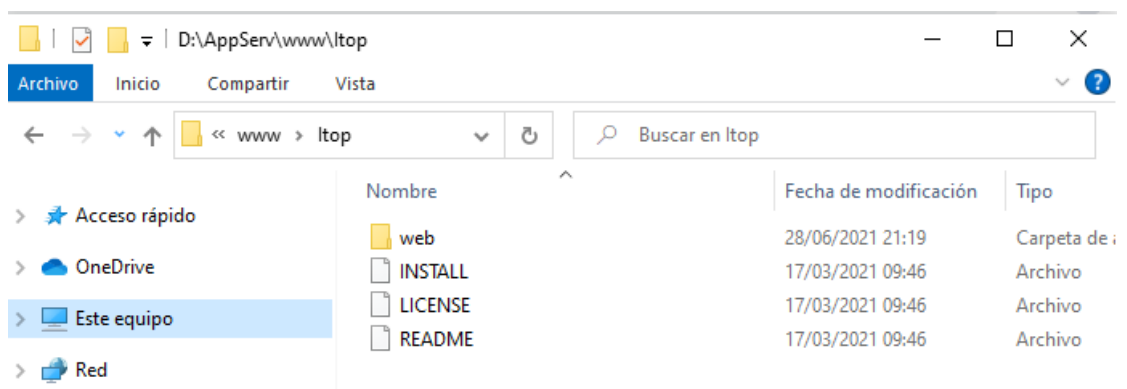 D:\AppServ\www\Itop
Archivo Inicio Compartir Vista ?
« www > Itop Buscar en Itop
Nombre Fecha de modificación Tipo
Acceso rápido
web 28/06/2021 21:19 Carpeta de a
OneDrive
INSTALL 17/03/2021 09:46 Archivo
LICENSE 17/03/2021 09:46 Archivo
Este equipo
README 17/03/2021 09:46 Archivo
Red